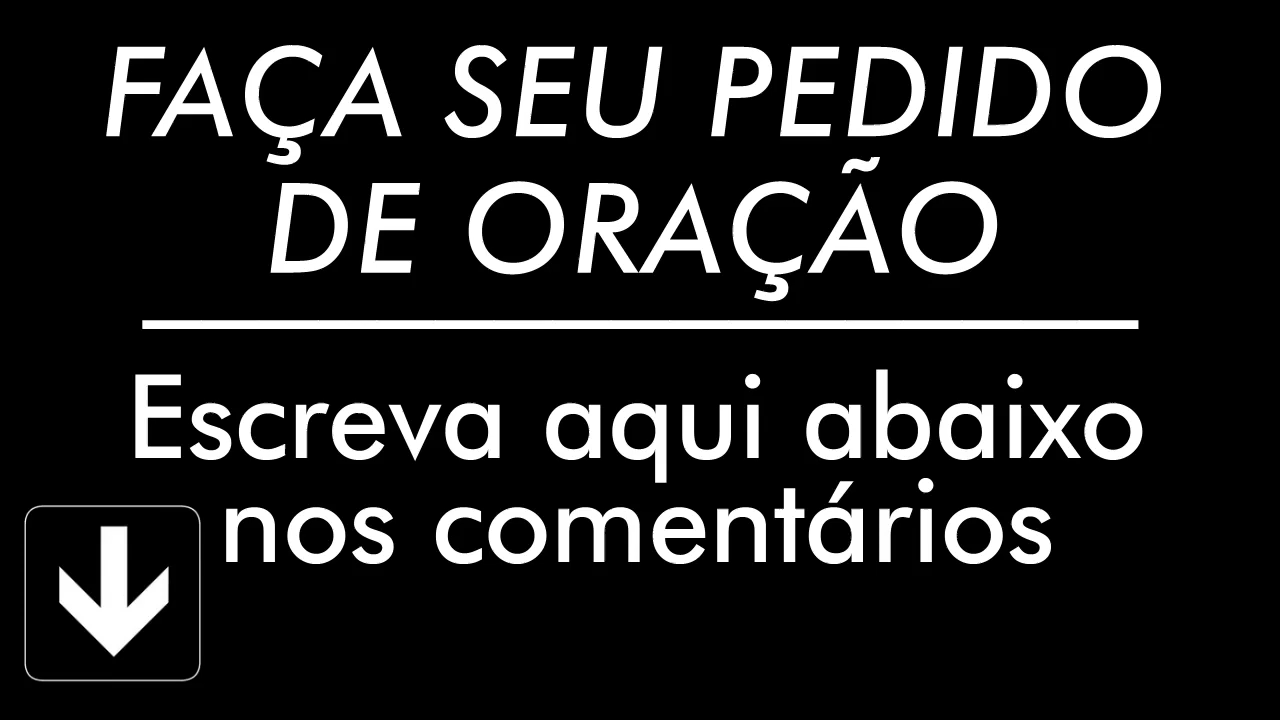 FAÇA SEU PEDIDO
DE ORAÇÃO
Escreva aqui abaixo
nos comentários